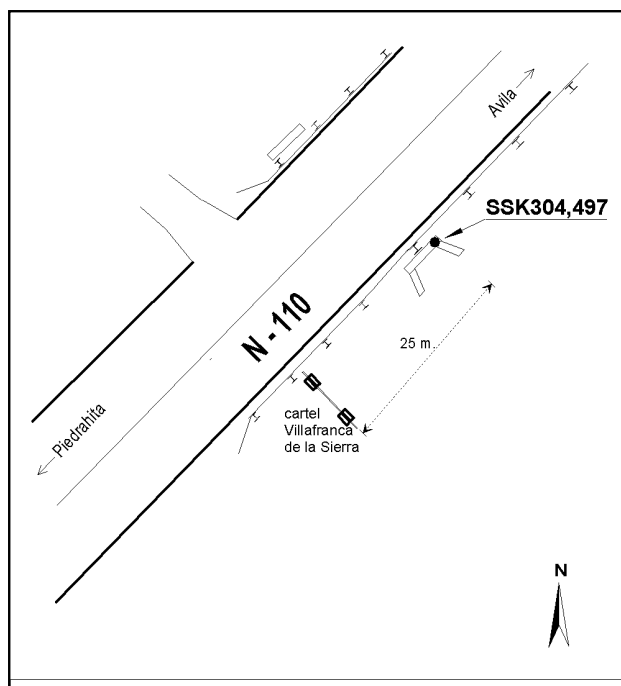 Avila
SSK304,497
N - 110
25 m.
cartel
Villafranca
de la Sierra
Piedrahita
N